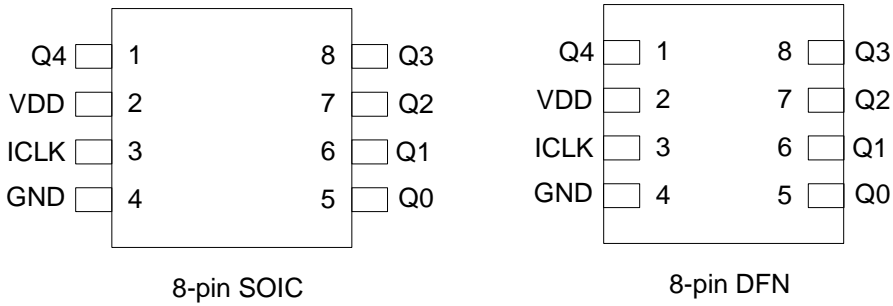 Q4 1 8 Q3
VDD 2 7 Q2
ICLK 3 6 Q1
GND 4 5 Q0
8-pin SOIC
Q4 1 8 Q3
VDD 2 7 Q2
ICLK 3 6 Q1
GND 4 5 Q0
8-pin DFN